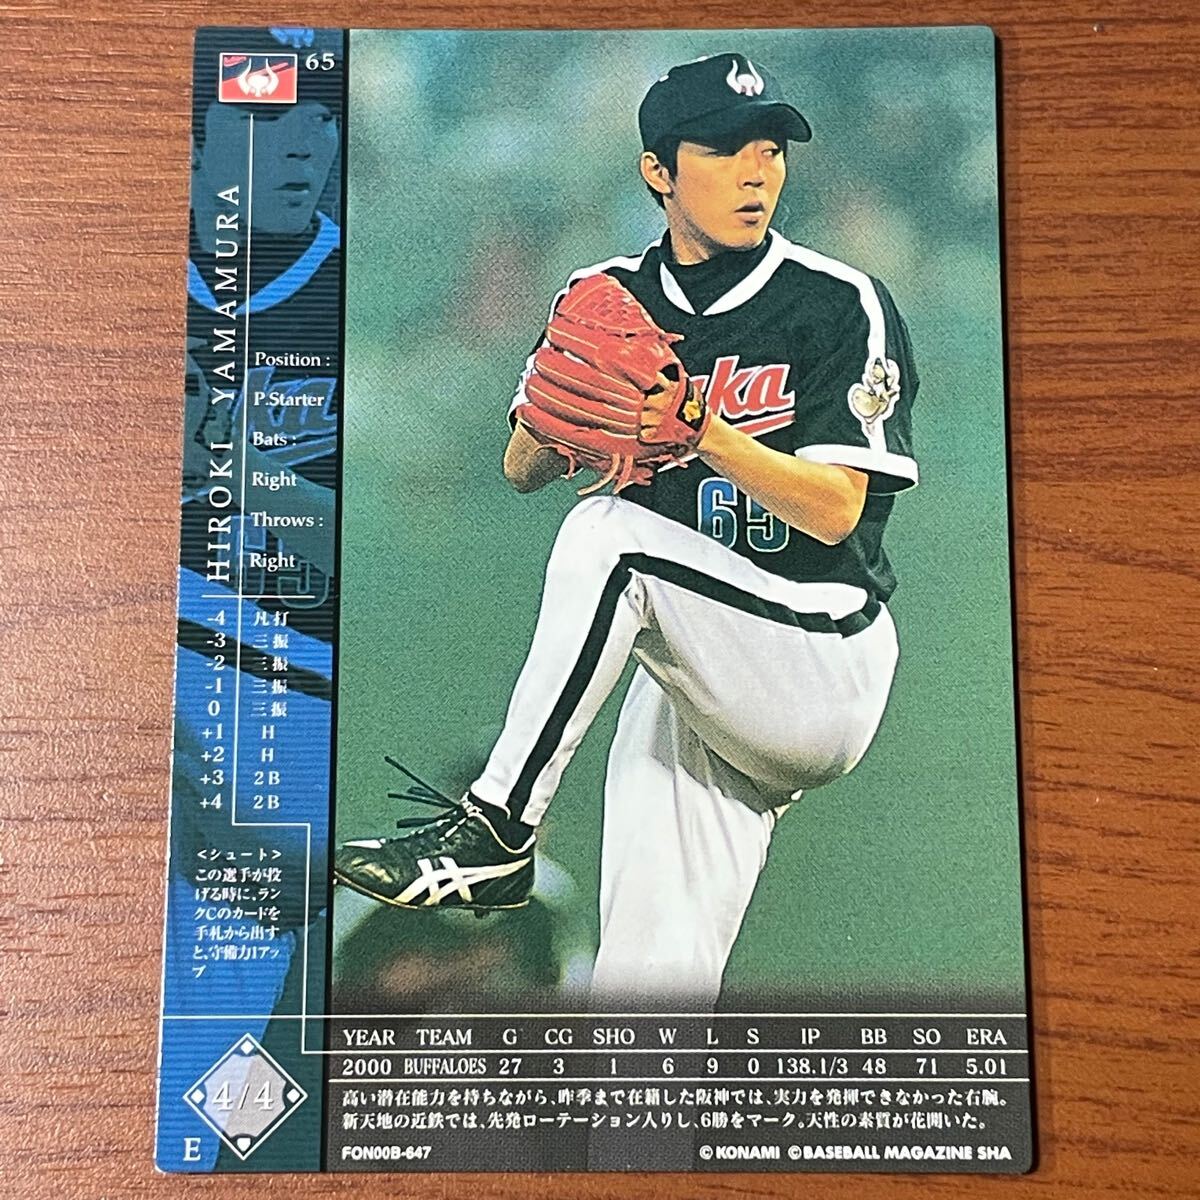 65
HIROKI YAMAMURA
Position :
P.Starter
Bats :
Right
Throws :
Right
-4 凡打
-3 三振
-2 三振
-1 三振
0 三振
+1 H
+2 H
+3 2B
+4 2B
<シュート>
この選手が投
げる時に、ラン
クCのカードを
手札から出す
と、守備力1アッ
プ
4/4
E
uka
65
YEAR TEAM G CG SHO W L S IP BB SO ERA
2000 BUFFALOES 27 3 1 6 9 0 138.1/3 48 71 5.01
高い潜在能力を持ちながら、昨季まで在籍した阪神では、実力を発揮できなかった右腕。
新天地の近鉄では、先発ローテーション入りし、6勝をマーク。天性の素質が花開いた。
FON00B-647
©KONAMI ©BASEBALL MAGAZINE SHA